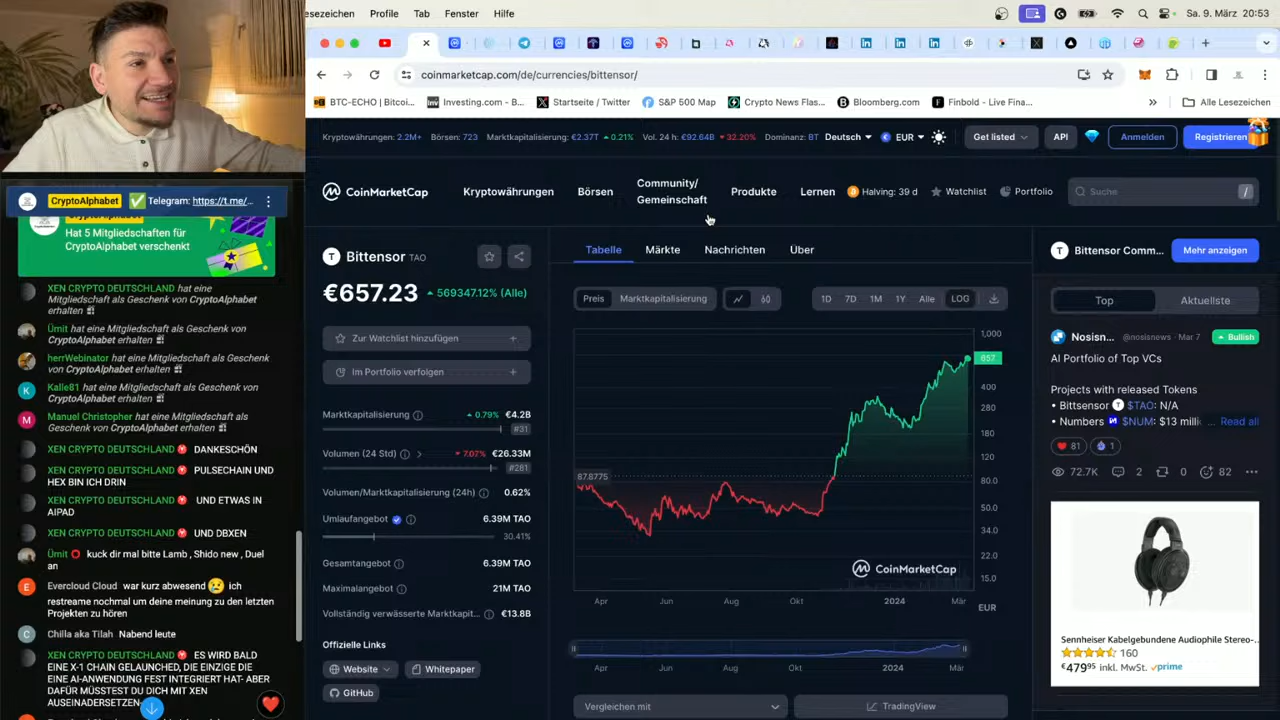 esezeichen Profile Tab Fenster Hilfe
Sa. 9. März 20:53
coinmarketcap.com/de/currencies/bittensor/
BTC-ECHO | Bitcoi...
Investing.com - B...
Startseite / Twitter
S&P 500 Map
Crypto News Flas...
Bloomberg.com
Finbold - Live Fina...
»
Alle Lesezeichen
Kryptowährungen: 2.2M+ Börsen: 723 Marktkapitalisierung: €2.37T 0.21% Vol. 24 h: €92.64B 32.20% Dominanz: BT Deutsch EUR
Get listed
API
Anmelden
Registrieren
CoinMarketCap
Kryptowährungen
Börsen
Community/
Gemeinschaft
Produkte
Lernen
Halving: 39 d
Watchlist
Portfolio
Suche
/
Bittensor TAO
€657.23 569347.12% (Alle)
Zur Watchlist hinzufügen +
Im Portfolio verfolgen +
Marktkapitalisierung 0.79% €4.2B
#31
Volumen (24 Std) 7.07% €26.33M
#281
Volumen/Marktkapitalisierung (24h) 0.62%
Umlaufangebot 6.39M TAO
30.41%
Gesamtangebot 6.39M TAO
Maximalangebot 21M TAO
Vollständig verwässerte Marktkapit... €13.8B
Offizielle Links
Website
Whitepaper
GitHub
Tabelle Märkte Nachrichten Über
Preis Marktkapitalisierung
1D 7D 1M 1Y Alle LOG
1,000
657
400
280
180
120
80.0
50.0
34.0
22.0
15.0
87.8775
CoinMarketCap
Apr Jun Aug Okt 2024 Mär EUR
Apr Jun Aug Okt 2024 Mär
Vergleichen mit
TradingView
Bittensor Comm...
Mehr anzeigen
Top Aktuellste
Nosisn... @nosisnews · Mar 7 Bullish
AI Portfolio of Top VCs
Projects with released Tokens
• Bittensor $TAO: N/A
• Numbers $NUM: $13 milli ... Read all
81 1
72.7K 2 0 82
Sennheiser Kabelgebundene Audiophile Stereo-...
160
€47995 inkl. MwSt. prime
CryptoAlphabet Telegram: https://t.me/...
Hat 5 Mitgliedschaften für
CryptoAlphabet verschenkt
XEN CRYPTO DEUTSCHLAND hat eine
Mitgliedschaft als Geschenk von CryptoAlphabet
erhalten
Ümit hat eine Mitgliedschaft als Geschenk von
CryptoAlphabet erhalten
herrWebinator hat eine Mitgliedschaft als Geschenk
von CryptoAlphabet erhalten
Kalle81 hat eine Mitgliedschaft als Geschenk von
CryptoAlphabet erhalten
Manuel Christopher hat eine Mitgliedschaft als
Geschenk von CryptoAlphabet erhalten
XEN CRYPTO DEUTSCHLAND DANKESCHÖN
XEN CRYPTO DEUTSCHLAND PULSECHAIN UND
HEX BIN ICH DRIN
XEN CRYPTO DEUTSCHLAND UND ETWAS IN
AIPAD
XEN CRYPTO DEUTSCHLAND UND DBXEN
Ümit kuck dir mal bitte Lamb , Shido new , Duel
an
Evercloud Cloud war kurz abwesend ich
restreame nochmal um deine meinung zu den letzten
Projekten zu hören
Chilla aka Tilah Nabend leute
XEN CRYPTO DEUTSCHLAND ES WIRD BALD
EINE X-1 CHAIN GELAUNCHED, DIE EINZIGE DIE
EINE AI-ANWENDUNG FEST INTEGRIERT HAT- ABER
DAFÜR MÜSSTEST DU DICH MIT XEN
AUSEINADERSETZEN